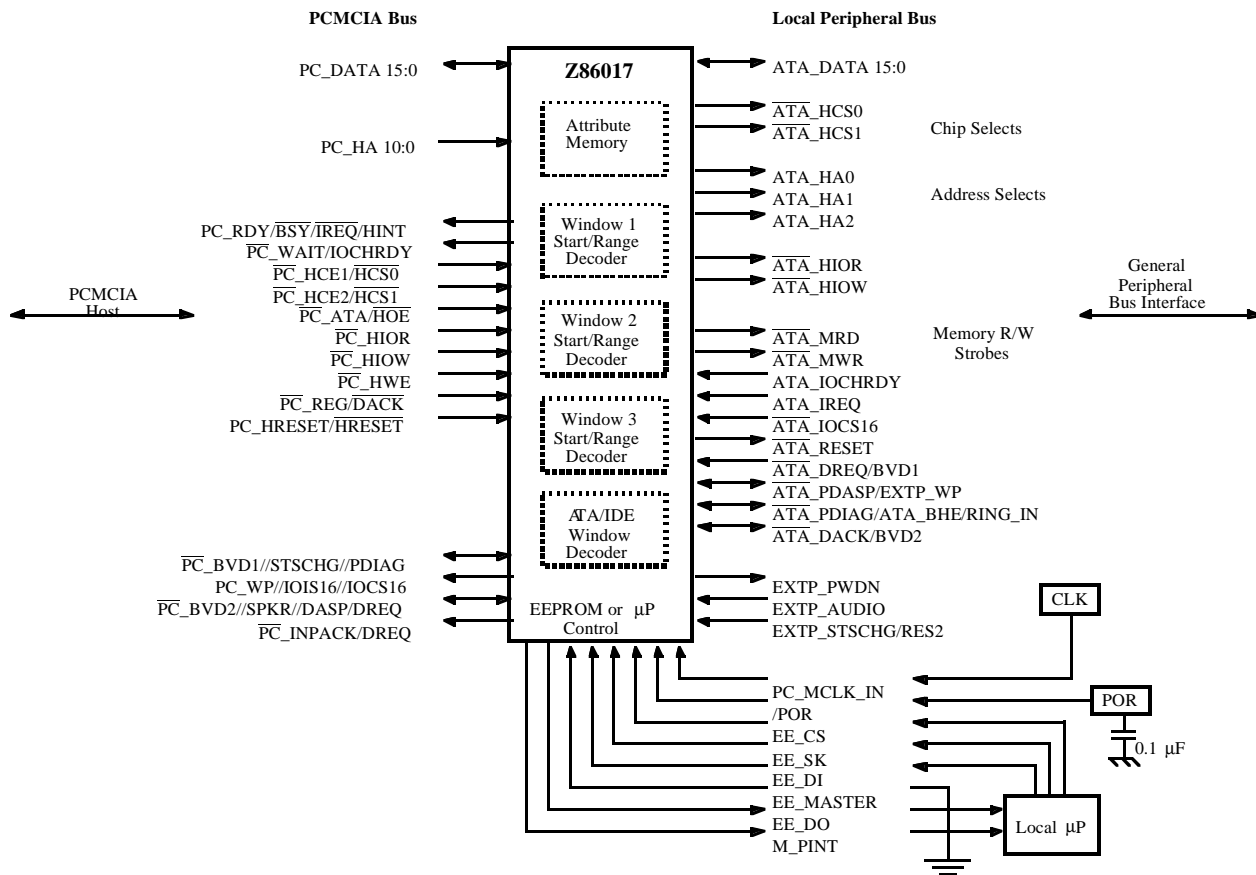 PCMCIA Bus
Local Peripheral Bus
Z86017
PC_DATA 15:0
ATA_DATA 15:0
Attribute
Memory
ATA_HCS0
ATA_HCS1
Chip Selects
PC_HA 10:0
ATA_HA0
ATA_HA1
ATA_HA2
Address Selects
Window 1
Start/Range
Decoder
PC_RDY/BSY/IREQ/HINT
PC_WAIT/IOCHRDY
PC_HCE1/HCS0
PC_HCE2/HCS1
PC_ATA/HOE
PC_HIOR
PC_HIOW
PC_HWE
PC_REG/DACK
PC_HRESET/HRESET
PCMCIA
Host
ATA_HIOR
ATA_HIOW
General
Peripheral
Bus Interface
Window 2
Start/Range
Decoder
ATA_MRD
ATA_MWR
Memory R/W
Strobes
ATA_IOCHRDY
ATA_IREQ
ATA_IOCS16
ATA_RESET
ATA_DREQ/BVD1
ATA_PDASP/EXTP_WP
ATA_PDIAG/ATA_BHE/RING_IN
ATA_DACK/BVD2
Window 3
Start/Range
Decoder
ATA/IDE
Window
Decoder
PC_BVD1//STSCHG//PDIAG
PC_WP//IOIS16//IOCS16
PC_BVD2//SPKR//DASP/DREQ
PC_INPACK/DREQ
EEPROM or µP
Control
EXTP_PWDN
EXTP_AUDIO
EXTP_STSCHG/RES2
CLK
PC_MCLK_IN
/POR
POR
0.1 µF
EE_CS
EE_SK
EE_DI
EE_MASTER
EE_DO
M_PINT
Local µP